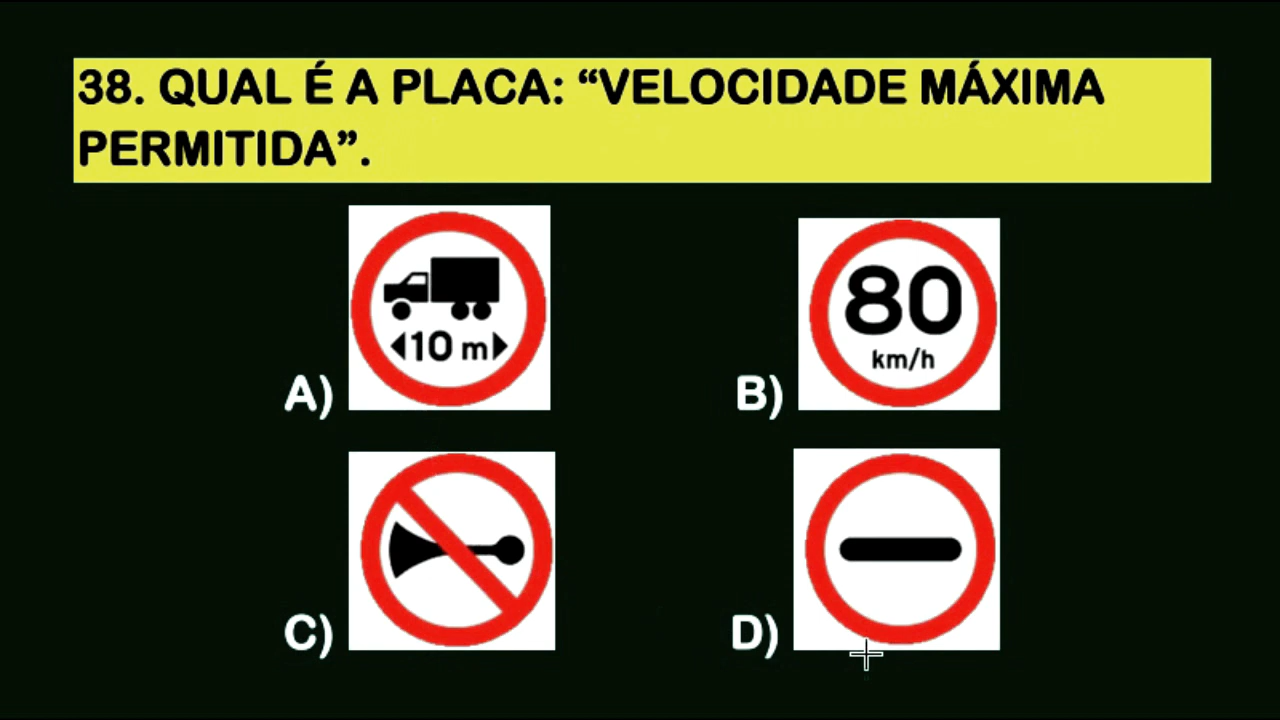 38. QUAL É A PLACA: “VELOCIDADE MÁXIMA
PERMITIDA”.
10 m
80
km/h
A)
B)
C)
D)